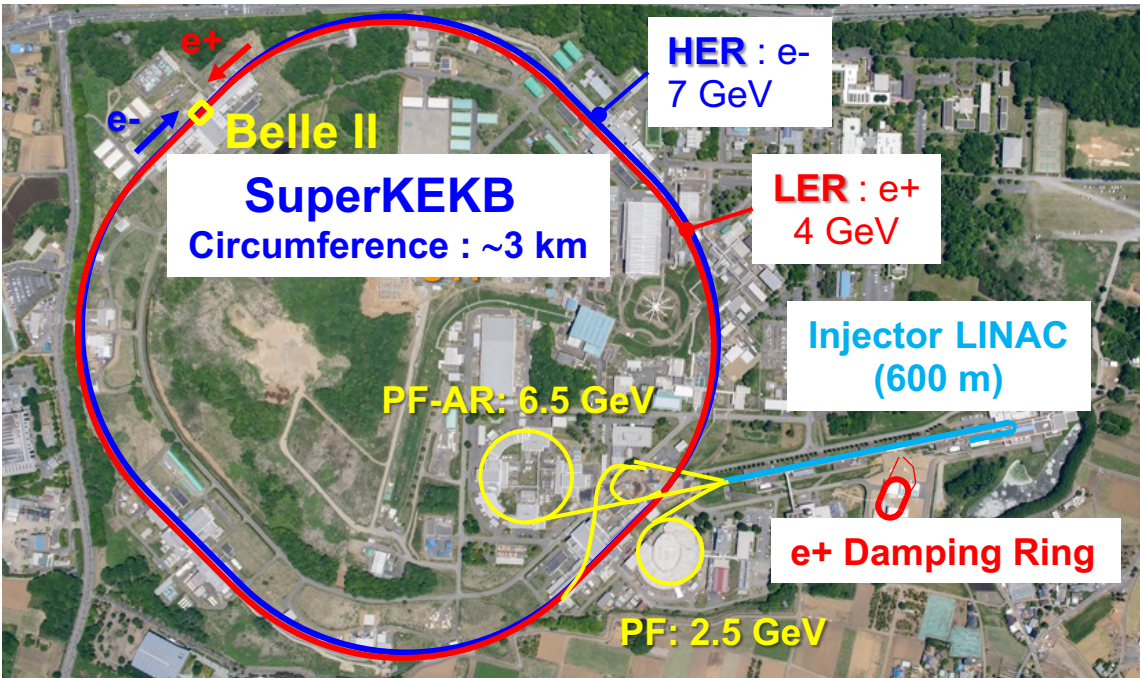 e+
e-
Belle II
HER : e-
7 GeV
SuperKEKB
Circumference : ~3 km
LER : e+
4 GeV
Injector LINAC
(600 m)
PF-AR: 6.5 GeV
e+ Damping Ring
PF: 2.5 GeV